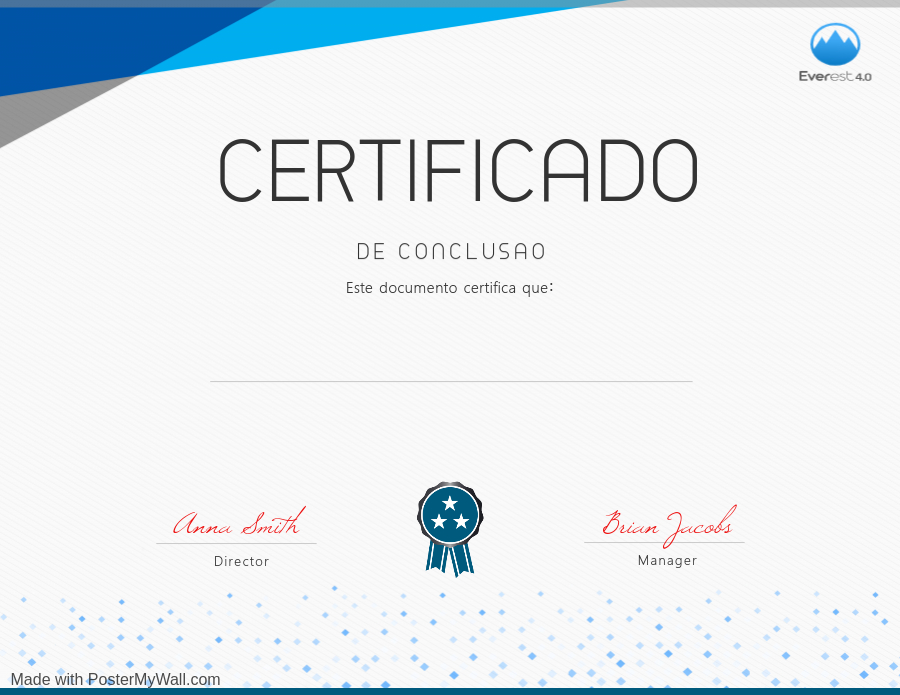 Everest 4.0
CERTIFICADO
DE CONCLUSAO
Este documento certifica que:
Anna Smith
Brian Jacobs
Director
Manager
Made with PosterMyWall.com